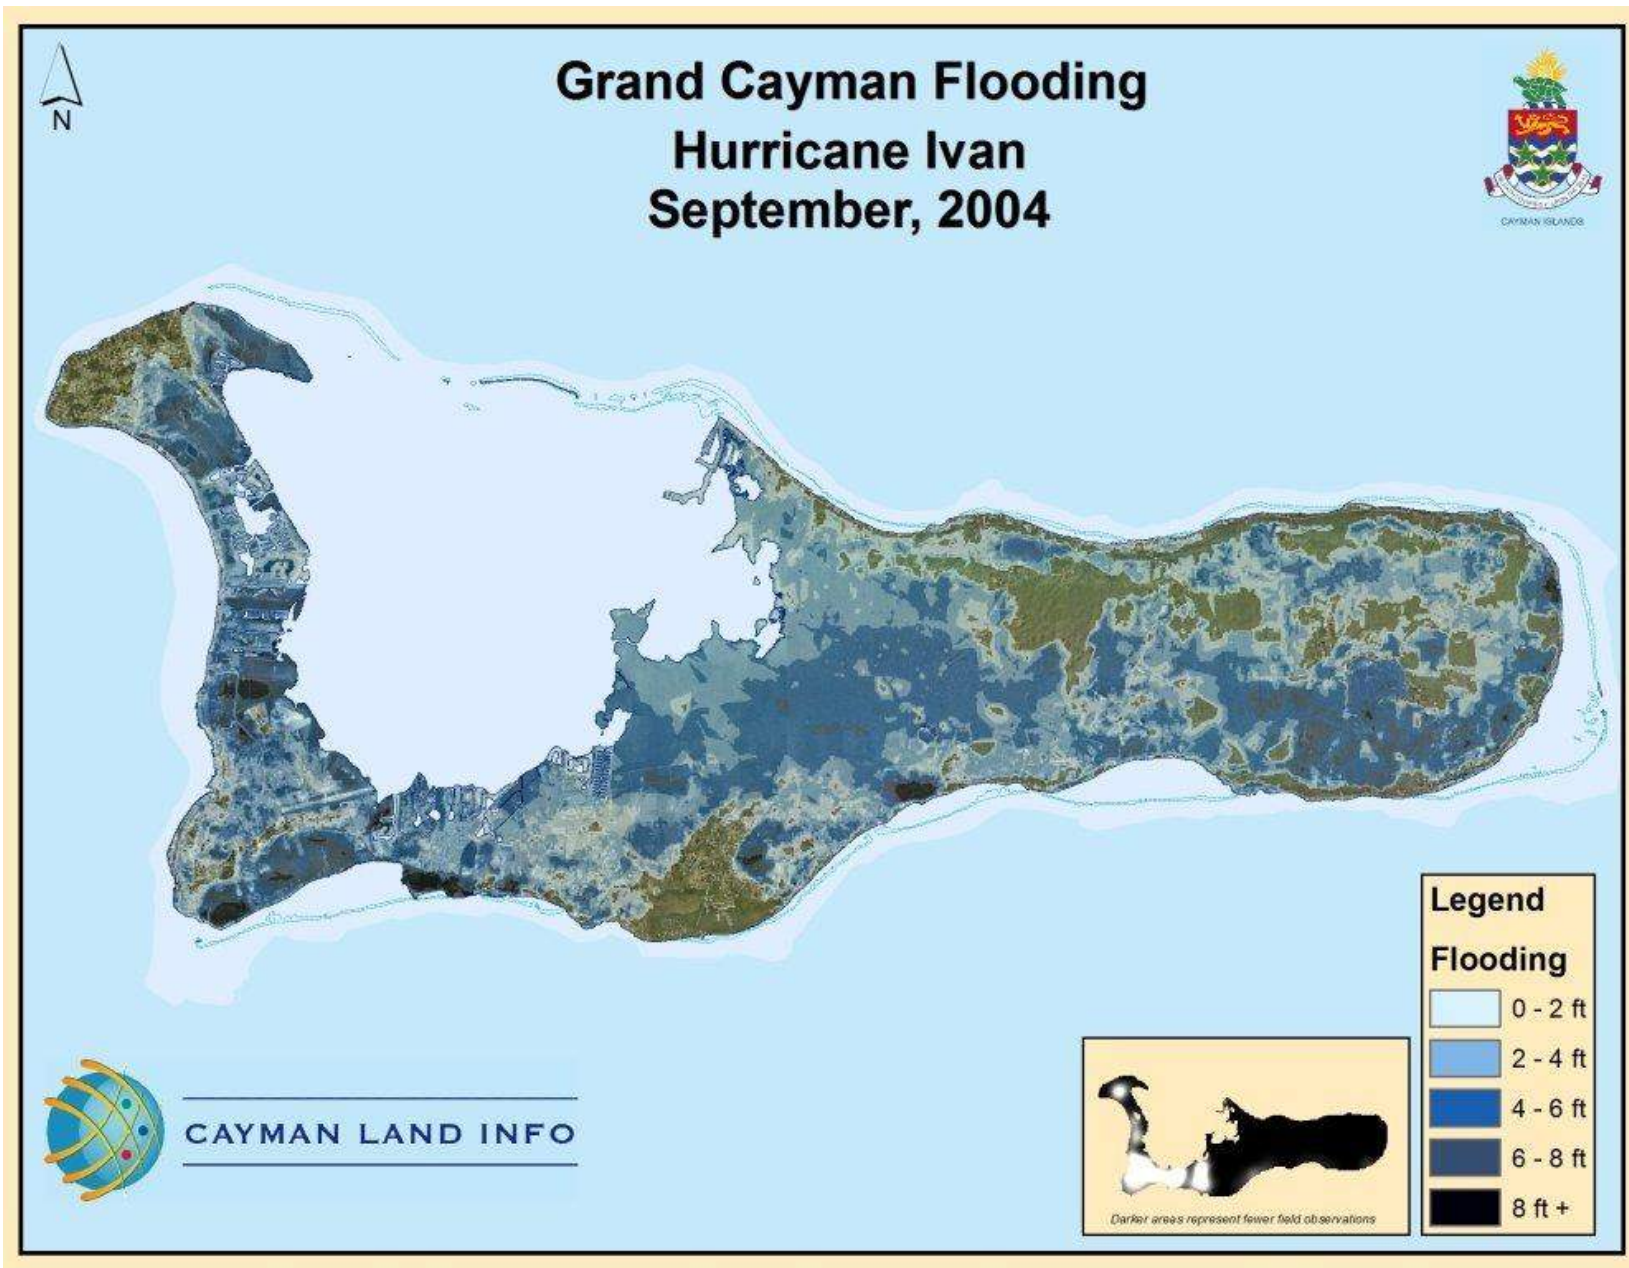 Grand Cayman Flooding
Hurricane Ivan
September, 2004
N
CAYMAN ISLANDS
CAYMAN LAND INFO
Darker areas represent fewer field observations
Legend
Flooding
0 - 2 ft
2 - 4 ft
4 - 6 ft
6 - 8 ft
8 ft +